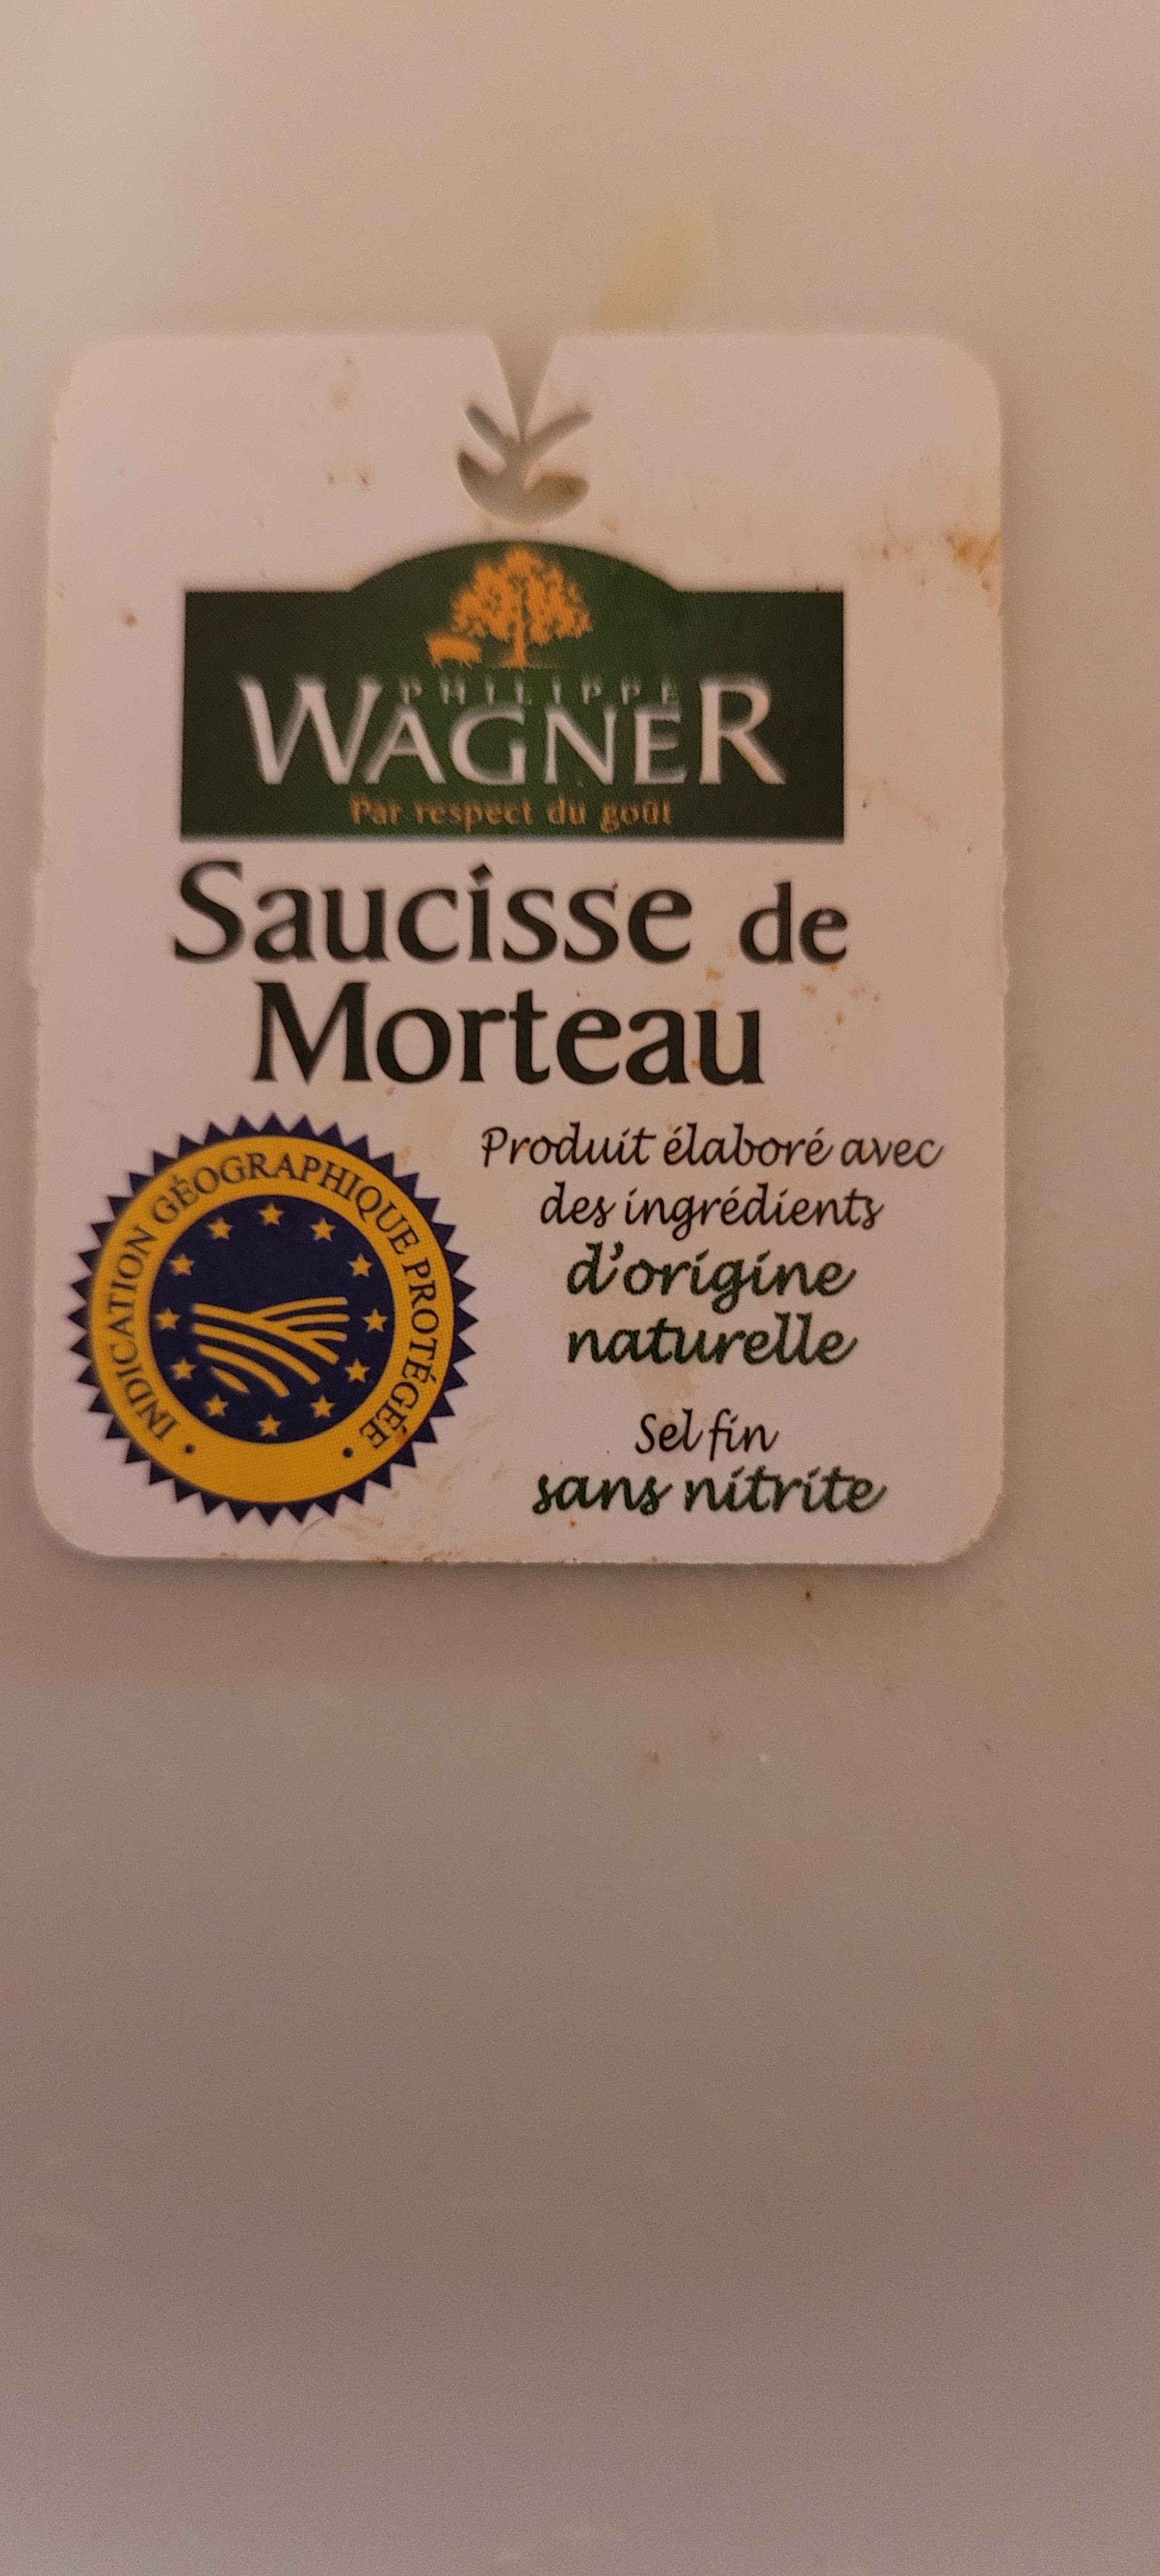 PHILIPPE
WAGNER
Par respect du goût
Saucisse de
Morteau
INDICATION GÉOGRAPHIQUE PROTÉGÉE
Produit élaboré avec
des ingrédients
d'origine
naturelle
Sel fin
sans nitrite